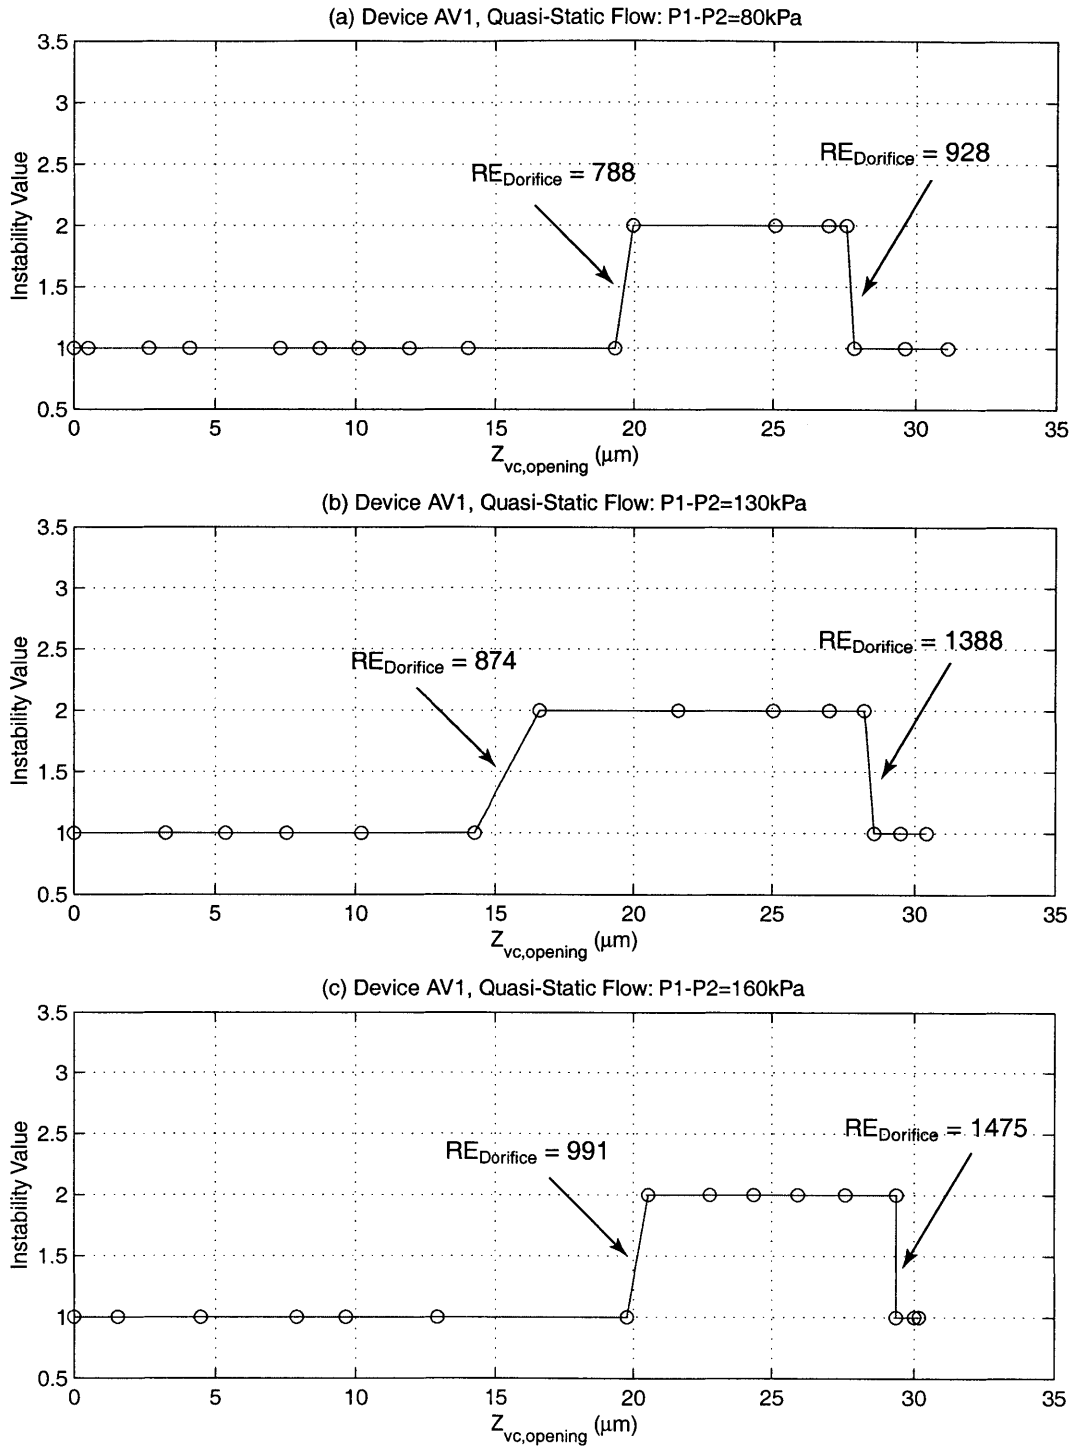 (a) Device AV1, Quasi-Static Flow: P1-P2=80kPa
3.5
3
2.5
2
1.5
1
0.5
Instability Value
RE_Dorifice = 788
RE_Dorifice = 928
0 5 10 15 20 25 30 35
Z_vc,opening (μm)
(b) Device AV1, Quasi-Static Flow: P1-P2=130kPa
3.5
3
2.5
2
1.5
1
0.5
Instability Value
RE_Dorifice = 874
RE_Dorifice = 1388
0 5 10 15 20 25 30 35
Z_vc,opening (μm)
(c) Device AV1, Quasi-Static Flow: P1-P2=160kPa
3.5
3
2.5
2
1.5
1
0.5
Instability Value
RE_Dorifice = 991
RE_Dorifice = 1475
0 5 10 15 20 25 30 35
Z_vc,opening (μm)